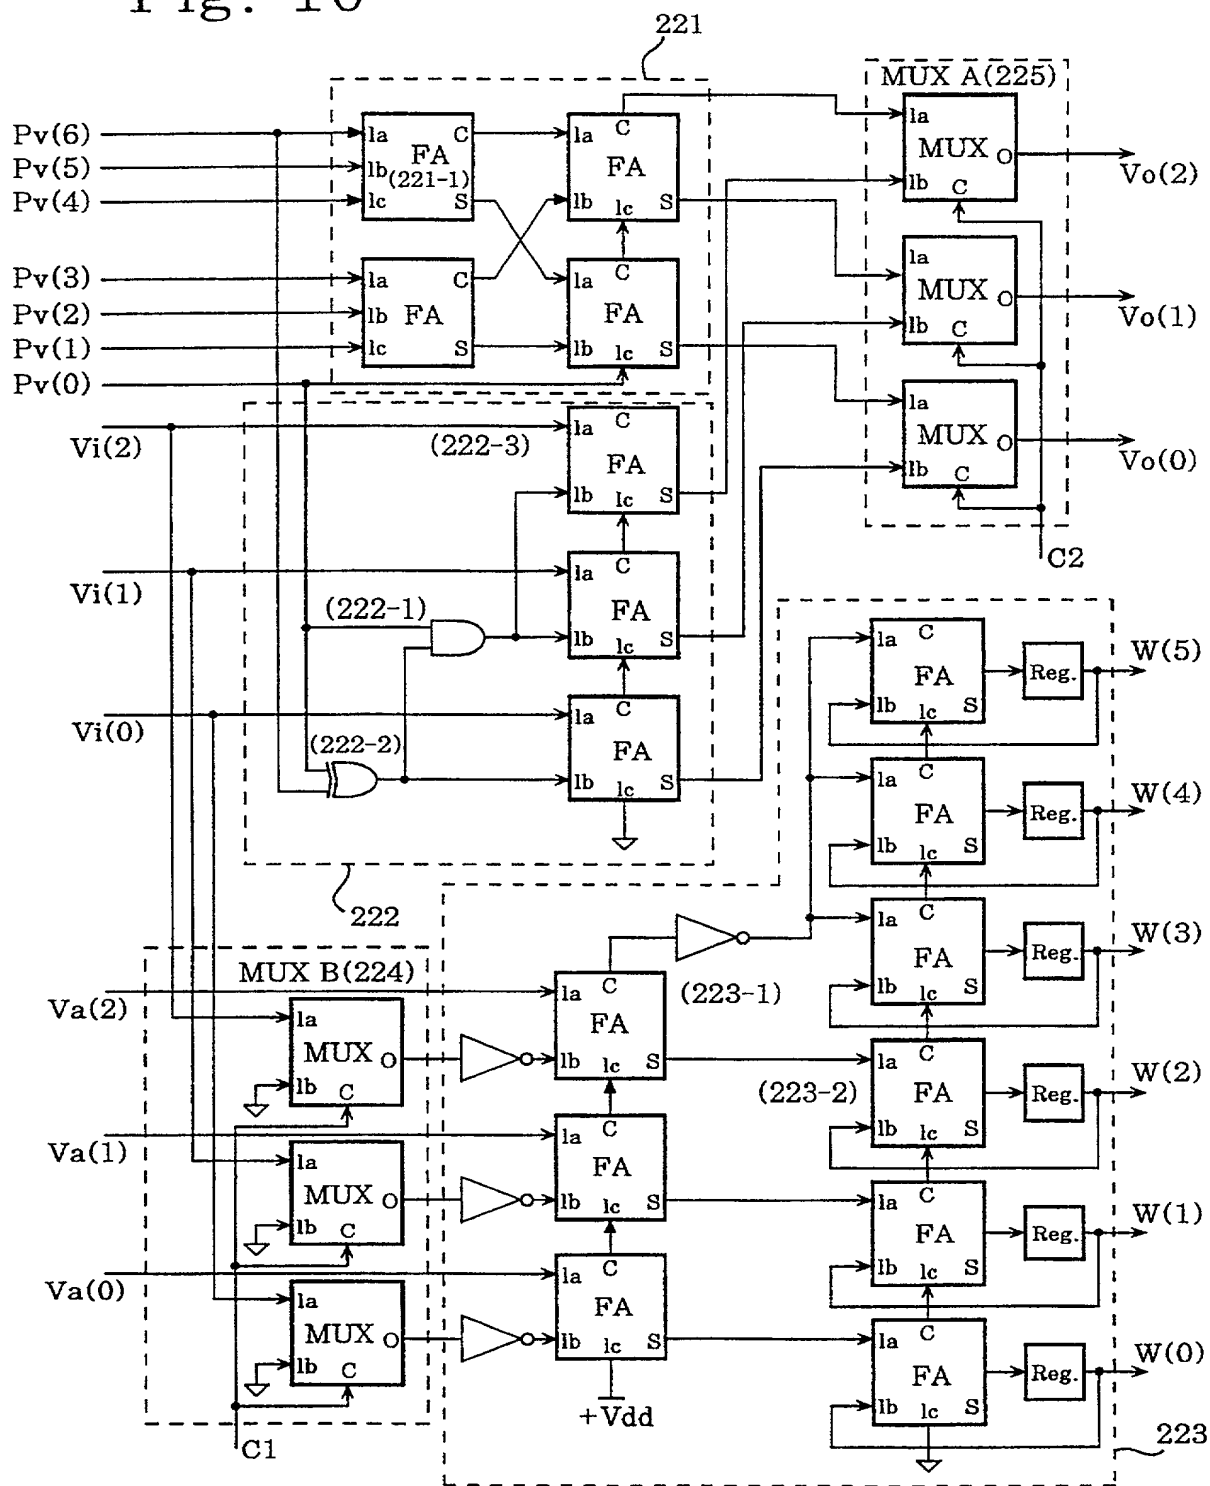 Fig. 10
221
MUX A(225)
Pv(6)
Pv(5)
Pv(4)
Pv(3)
Pv(2)
Pv(1)
Pv(0)
Ia C
Ib FA
(221-1)
Ic S
Ia C
FA
Ib S
Ic
Ia C
Ib FA
Ic S
Ia C
FA
Ib S
Ic
Ia
MUX O
Ib C
Vo(2)
Ia
MUX O
Ib C
Vo(1)
Ia
MUX O
Ib C
Vo(0)
C2
Vi(2)
(222-3)
Ia C
FA
Ib Ic S
Vi(1)
(222-1)
Ia C
FA
Ib Ic S
Vi(0)
(222-2)
Ia C
FA
Ib Ic S
222
MUX B(224)
Va(2)
Ia
MUX O
Ib C
Va(1)
Ia
MUX O
Ib C
Va(0)
Ia
MUX O
Ib C
C1
(223-1)
Ia C
FA
Ib Ic S
Ia C
FA
Ib Ic S
Ia C
FA
Ib Ic S
+Vdd
(223-2)
Ia C
FA
Ib Ic S
Reg.
W(5)
Ia C
FA
Ib Ic S
Reg.
W(4)
Ia C
FA
Ib Ic S
Reg.
W(3)
Ia C
FA
Ib Ic S
Reg.
W(2)
Ia C
FA
Ib Ic S
Reg.
W(1)
Ia C
FA
Ib Ic S
Reg.
W(0)
223